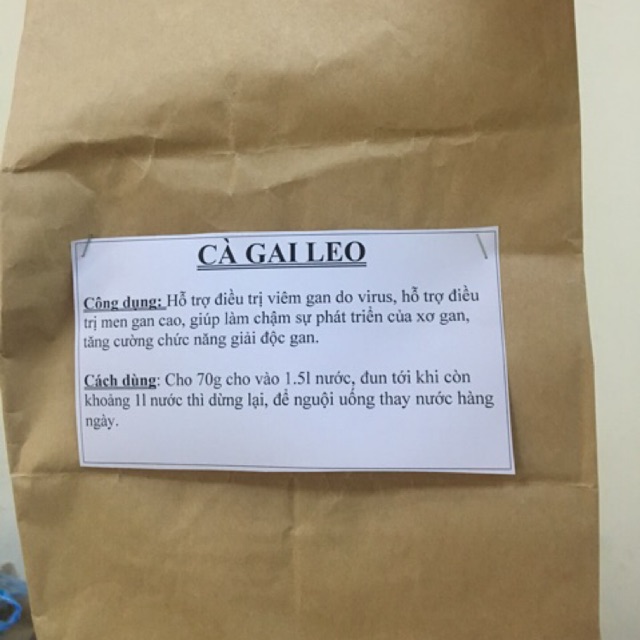 CÀ GAI LEO
Công dụng: Hỗ trợ điều trị viêm gan do virus, hỗ trợ điều
trị men gan cao, giúp làm chậm sự phát triển của xơ gan,
tăng cường chức năng giải độc gan.
Cách dùng: Cho 70g cho vào 1.5l nước, đun tới khi còn
khoảng 1l nước thì dừng lại, để nguội uống thay nước hàng
ngày.